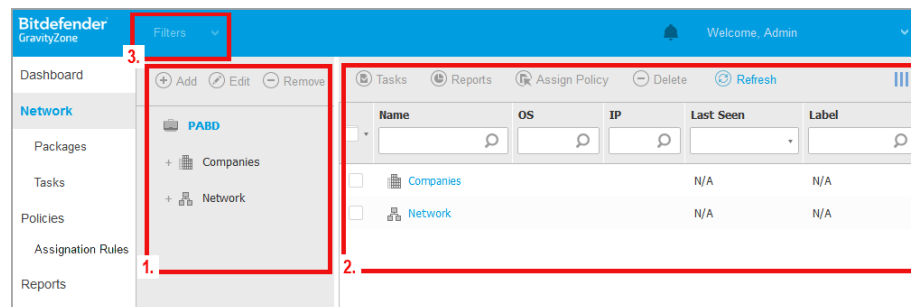 Bitdefender
GravityZone
Filters
Welcome, Admin
3.
Dashboard
Network
Packages
Tasks
Policies
Assignation Rules
Reports
Add Edit Remove
PABD
+ Companies
+ Network
1.
Tasks Reports Assign Policy Delete Refresh
Name OS IP Last Seen Label
Companies N/A N/A
Network N/A N/A
2.